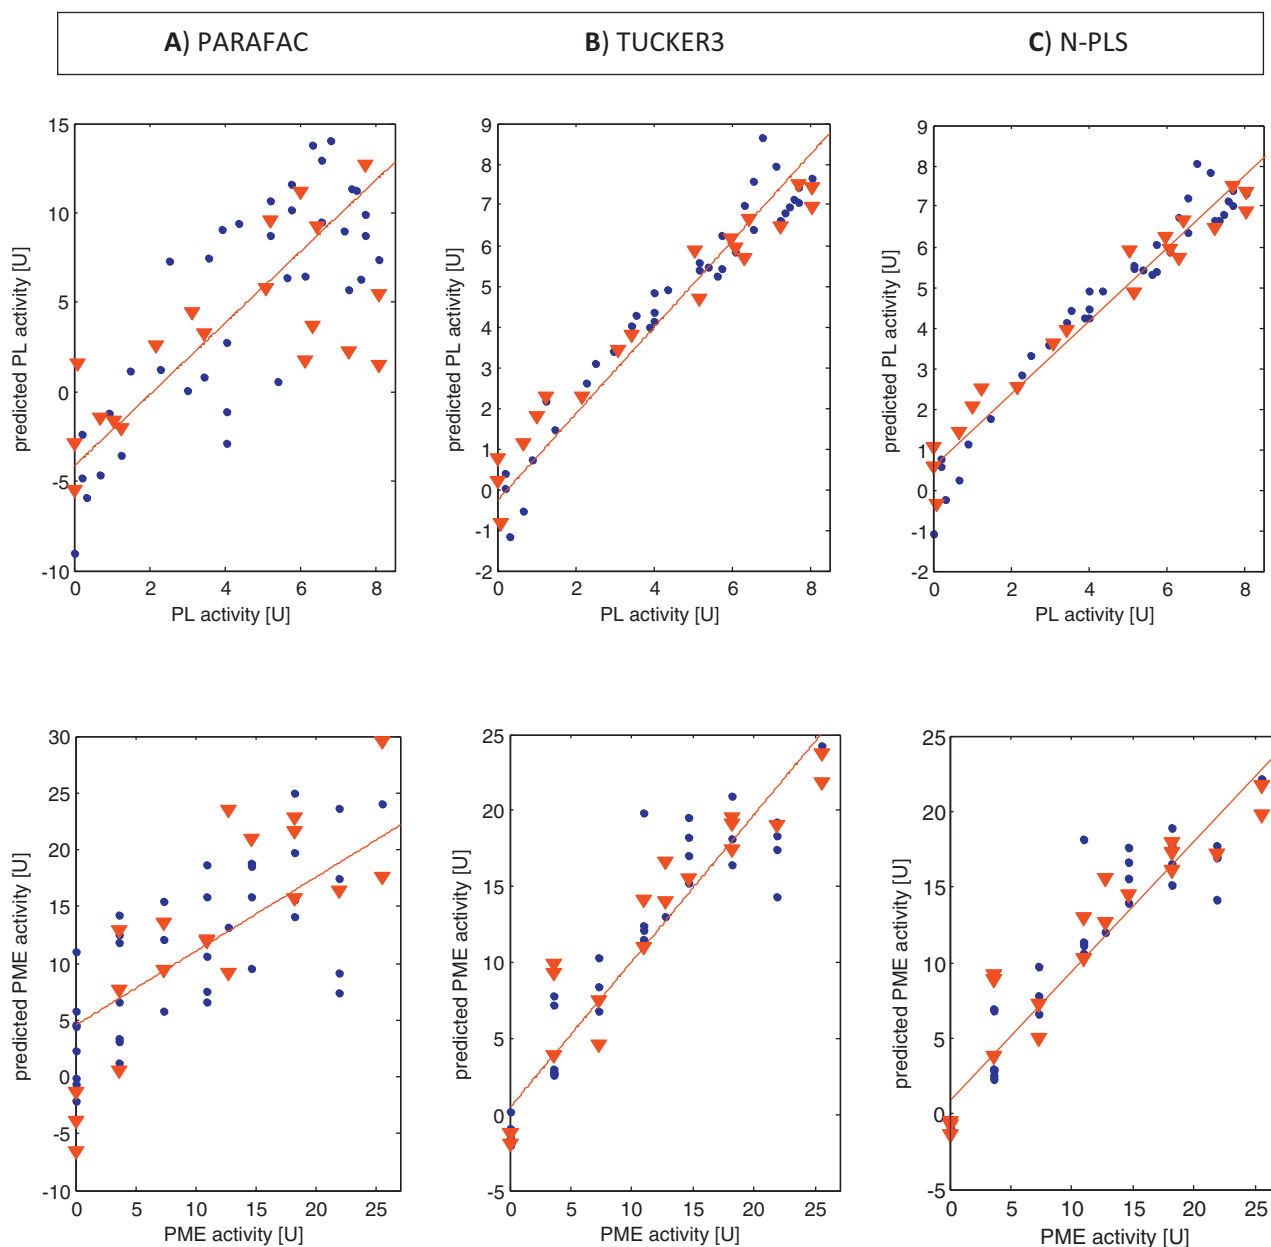 A) PARAFAC B) TUCKER3 C) N-PLS
15
10
5
0
-5
-10
0 2 4 6 8
predicted PL activity [U]
PL activity [U]
9
8
7
6
5
4
3
2
1
0
-1
-2
0 2 4 6 8
predicted PL activity [U]
PL activity [U]
9
8
7
6
5
4
3
2
1
0
-1
-2
0 2 4 6 8
predicted PL activity [U]
PL activity [U]
30
25
20
15
10
5
0
-5
-10
0 5 10 15 20 25
predicted PME activity [U]
PME activity [U]
25
20
15
10
5
0
-5
0 5 10 15 20 25
predicted PME activity [U]
PME activity [U]
25
20
15
10
5
0
-5
0 5 10 15 20 25
predicted PME activity [U]
PME activity [U]